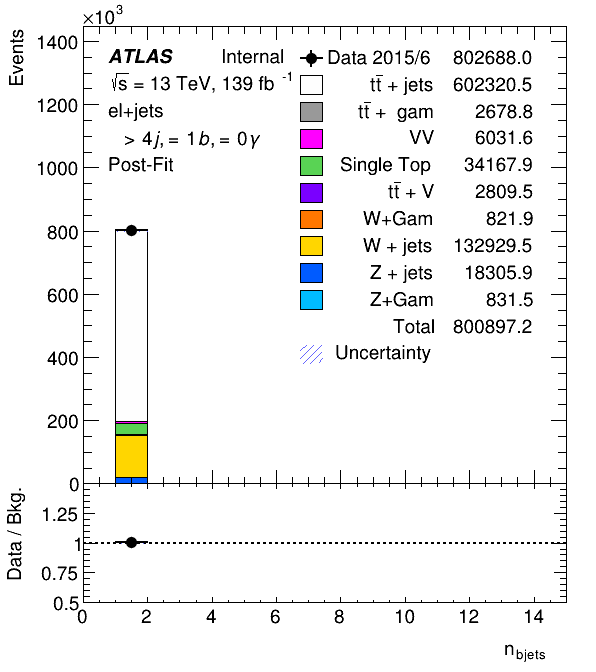 ×10³
Events
1400
1200
1000
800
600
400
200
0
ATLAS Internal
√s = 13 TeV, 139 fb⁻¹
el+jets
> 4j, = 1b, = 0γ
Post-Fit
Data 2015/6 802688.0
tt̄ + jets 602320.5
tt̄ + gam 2678.8
VV 6031.6
Single Top 34167.9
tt̄ + V 2809.5
W+Gam 821.9
W + jets 132929.5
Z + jets 18305.9
Z+Gam 831.5
Total 800897.2
Uncertainty
Data / Bkg.
1.25
1
0.75
0.5
0 2 4 6 8 10 12 14
n_bjets